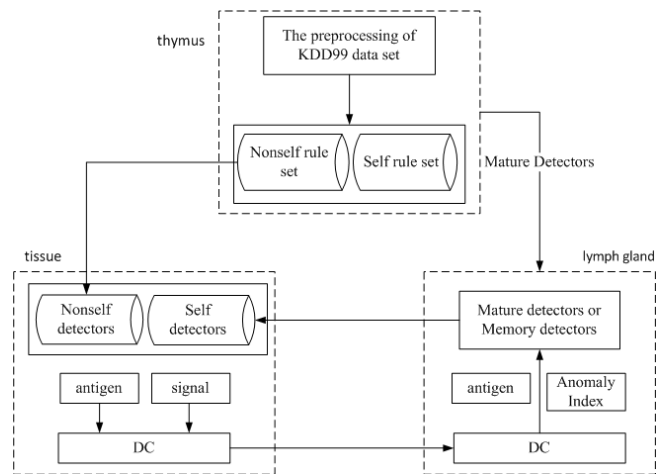 thymus
The preprocessing of
KDD99 data set
Nonself rule
set
Self rule set
Mature Detectors
tissue
lymph gland
Nonself
detectors
Self
detectors
Mature detectors or
Memory detectors
antigen
signal
antigen
Anomaly
Index
DC
DC